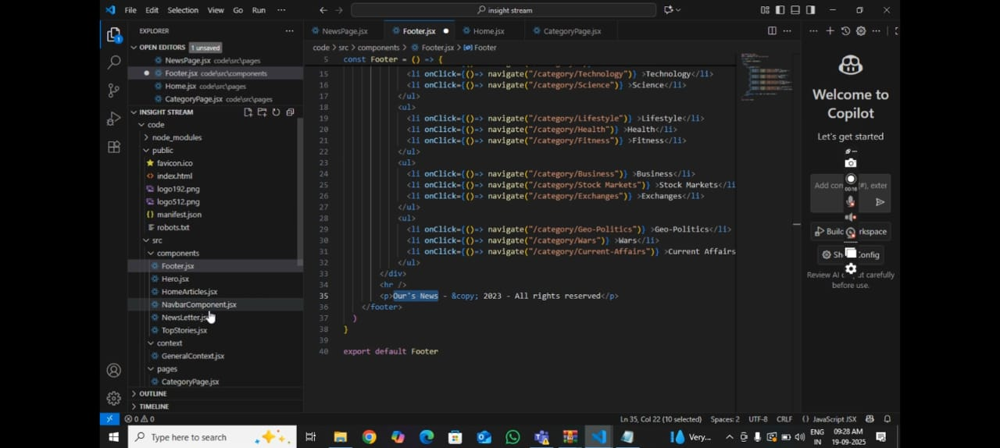 File Edit Selection View Go Run ··· insight stream
EXPLORER
OPEN EDITORS 1 unsaved
NewsPage.jsx code\src\pages
Footer.jsx code\src\components
Home.jsx code\src\pages
CategoryPage.jsx code\src\pages
INSIGHT STREAM
code
node_modules
public
favicon.ico
index.html
logo192.png
logo512.png
manifest.json
robots.txt
src
components
Footer.jsx
Hero.jsx
HomeArticles.jsx
NavbarComponent.jsx
NewsLetter.jsx
TopStories.jsx
context
GeneralContext.jsx
pages
CategoryPage.jsx
OUTLINE
TIMELINE
NewsPage.jsx Footer.jsx Home.jsx CategoryPage.jsx
code > src > components > Footer.jsx > Footer
5 const Footer = () => {
15 <li onClick={()=> navigate("/category/Technology")} >Technology</li>
16 <li onClick={()=> navigate("/category/Science")} >Science</li>
17 </ul>
18 <ul>
19 <li onClick={()=> navigate("/category/Lifestyle")} >Lifestyle</li>
20 <li onClick={()=> navigate("/category/Health")} >Health</li>
21 <li onClick={()=> navigate("/category/Fitness")} >Fitness</li>
22 </ul>
23 <ul>
24 <li onClick={()=> navigate("/category/Business")} >Business</li>
25 <li onClick={()=> navigate("/category/Stock Markets")} >Stock Markets</li
26 <li onClick={()=> navigate("/category/Exchanges")} >Exchanges</li>
27 </ul>
28 <ul>
29 <li onClick={()=> navigate("/category/Geo-Politics")} >Geo-Politics</li>
30 <li onClick={()=> navigate("/category/Wars")} >Wars</li>
31 <li onClick={()=> navigate("/category/Current-Affairs")} >Current Affairs
32 </ul>
33 </div>
34 <hr />
35 <p>Our's News - &copy; 2023 - All rights reserved</p>
36 </footer>
37 )
38 }
39
40 export default Footer
Welcome to
Copilot
Let's get started
00:16
Add con (#), exter
Build rkspace
Sh Config
Review AI output carefully
before use.
0 0 Ln 35, Col 22 (10 selected) Spaces: 2 UTF-8 CRLF {} JavaScript JSX
Type here to search
Very... ENG IN 09:28 AM 19-09-2025